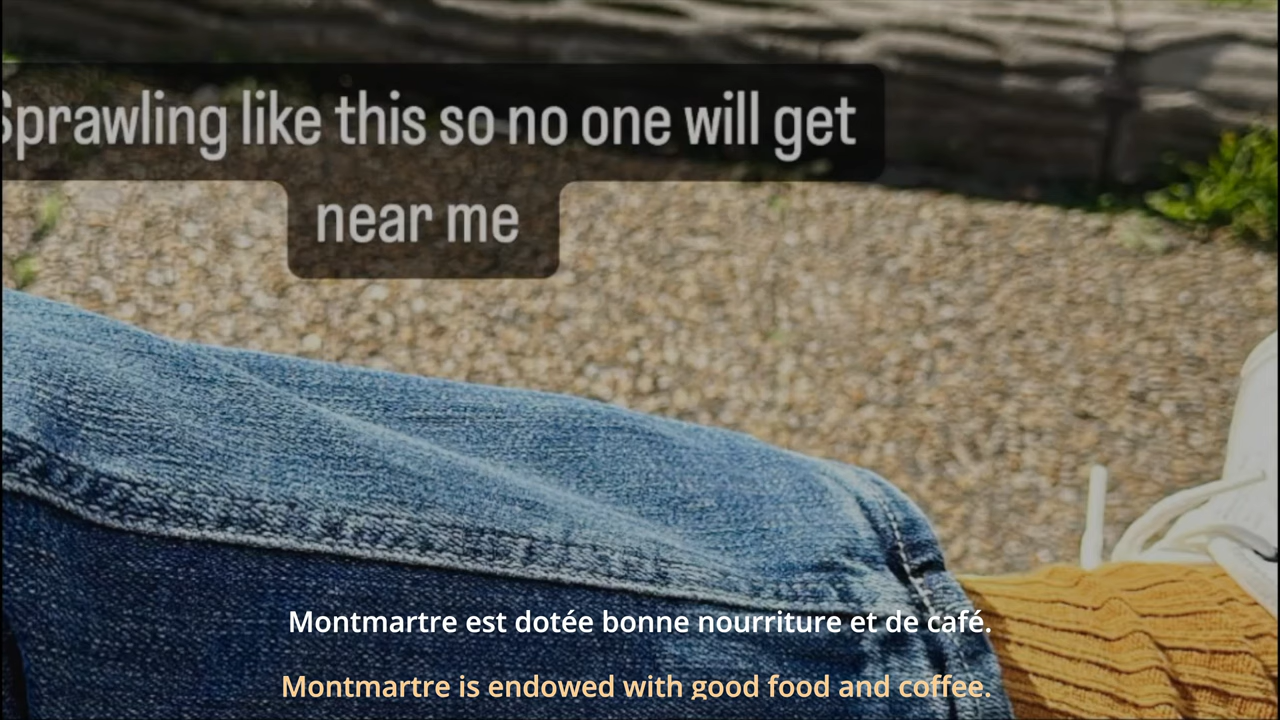 Sprawling like this so no one will get
near me
Montmartre est dotée bonne nourriture et de café.
Montmartre is endowed with good food and coffee.